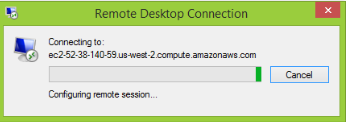 Remote Desktop Connection
Connecting to:
ec2-52-38-140-59.us-west-2.compute.amazonaws.com
Cancel
Configuring remote session...